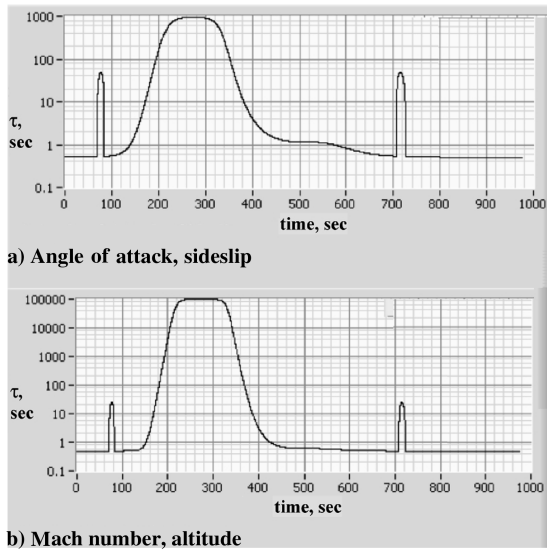 1000
100
10
1
0.1
τ,
sec
0 100 200 300 400 500 600 700 800 900 1000
time, sec
a) Angle of attack, sideslip
100000
10000
1000
100
10
1
0.1
τ,
sec
0 100 200 300 400 500 600 700 800 900 1000
time, sec
b) Mach number, altitude